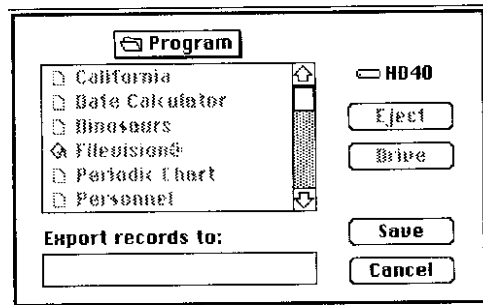 Program
California
Date Calculator
Dinosaurs
Filevision®
Periodic Chart
Personnel
HD40
Eject
Drive
Export records to:
Save
Cancel